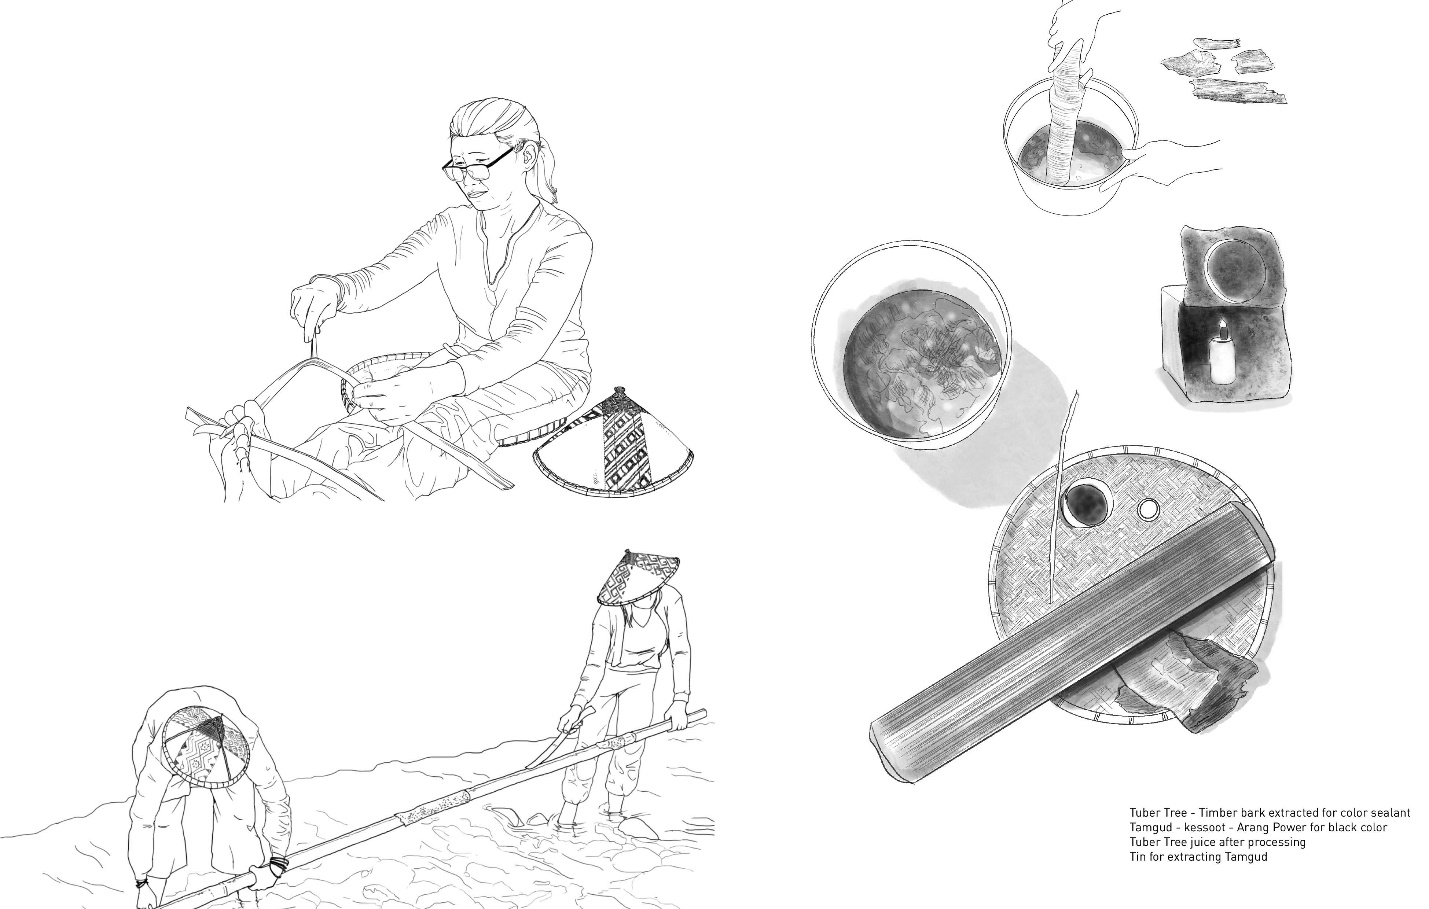 Tuber Tree - Timber bark extracted for color sealant
Tamgud - kessoot - Arang Power for black color
Tuber Tree juice after processing
Tin for extracting Tamgud